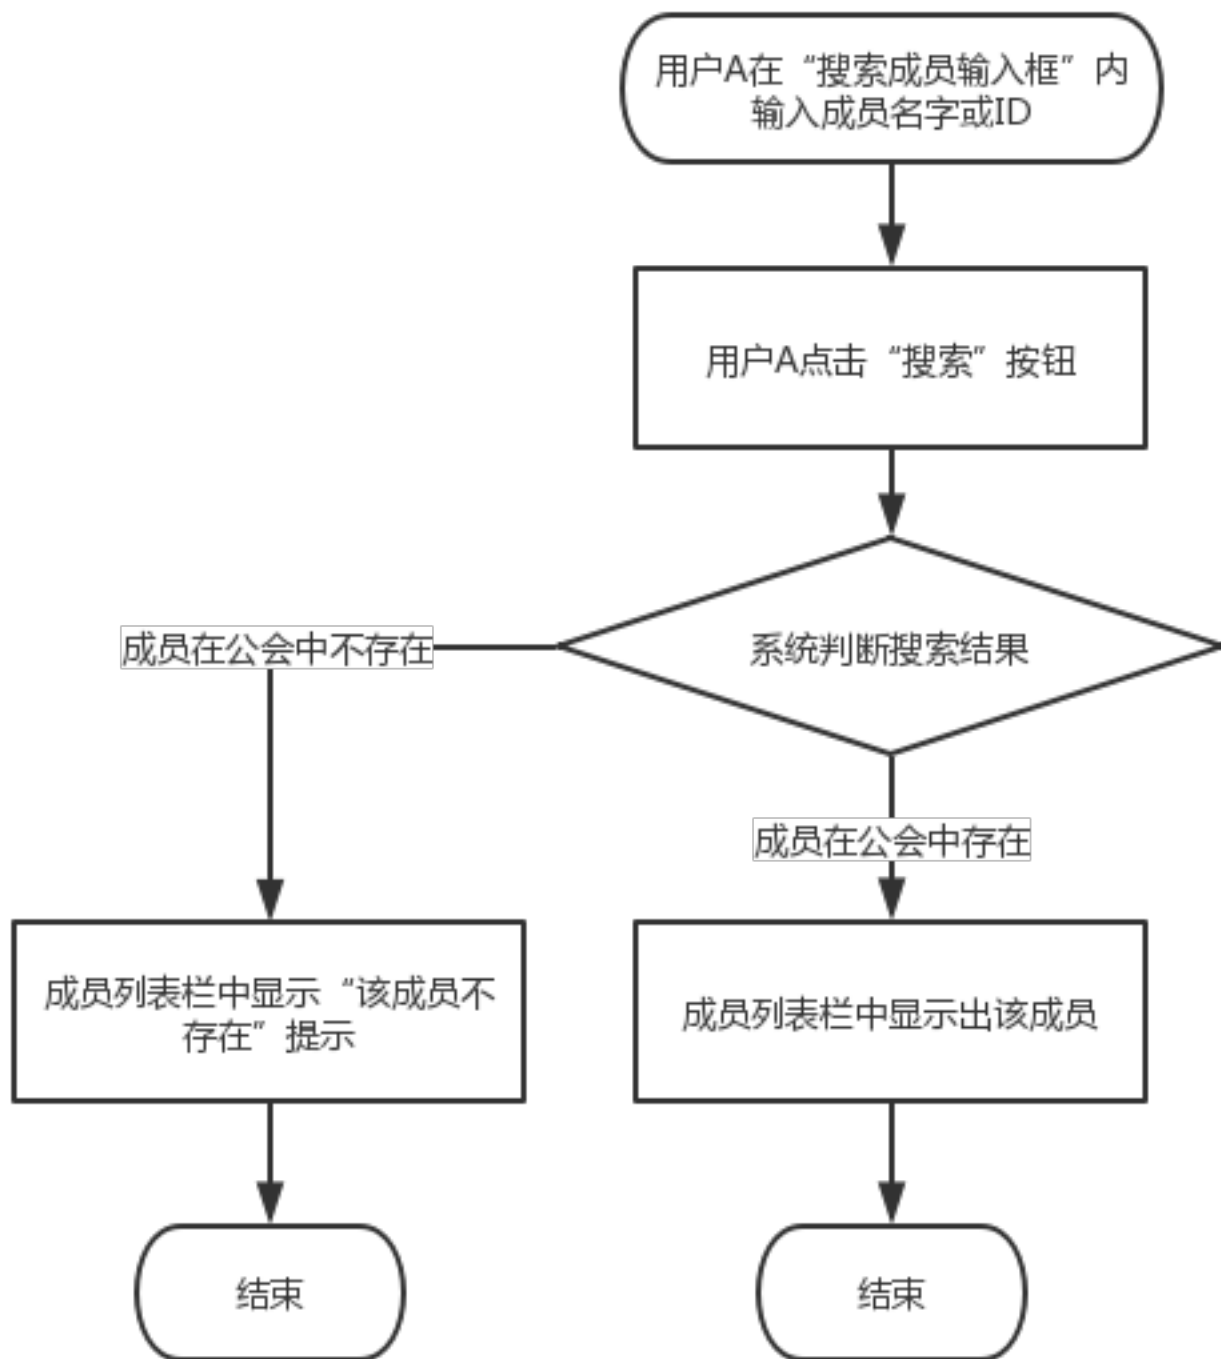 用户A在“搜索成员输入框”内
输入成员名字或ID
用户A点击“搜索”按钮
系统判断搜索结果
成员在公会中不存在
成员在公会中存在
成员列表栏中显示“该成员不
存在”提示
成员列表栏中显示出该成员
结束
结束